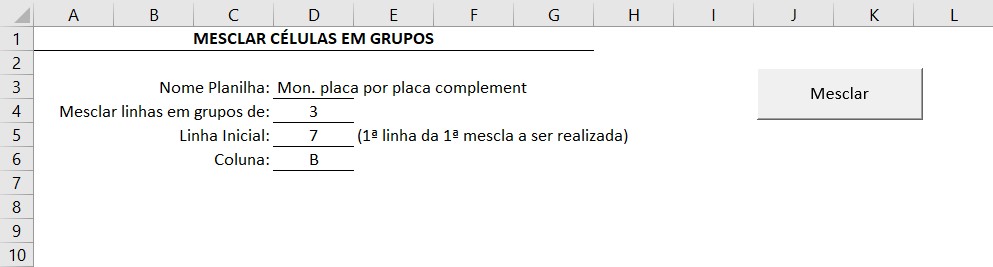 A B C D E F G H I J K L
1 MESCLAR CÉLULAS EM GRUPOS
2
3 Nome Planilha: Mon. placa por placa complement
Mesclar
4 Mesclar linhas em grupos de: 3
5 Linha Inicial: 7 (1ª linha da 1ª mescla a ser realizada)
6 Coluna: B
7
8
9
10